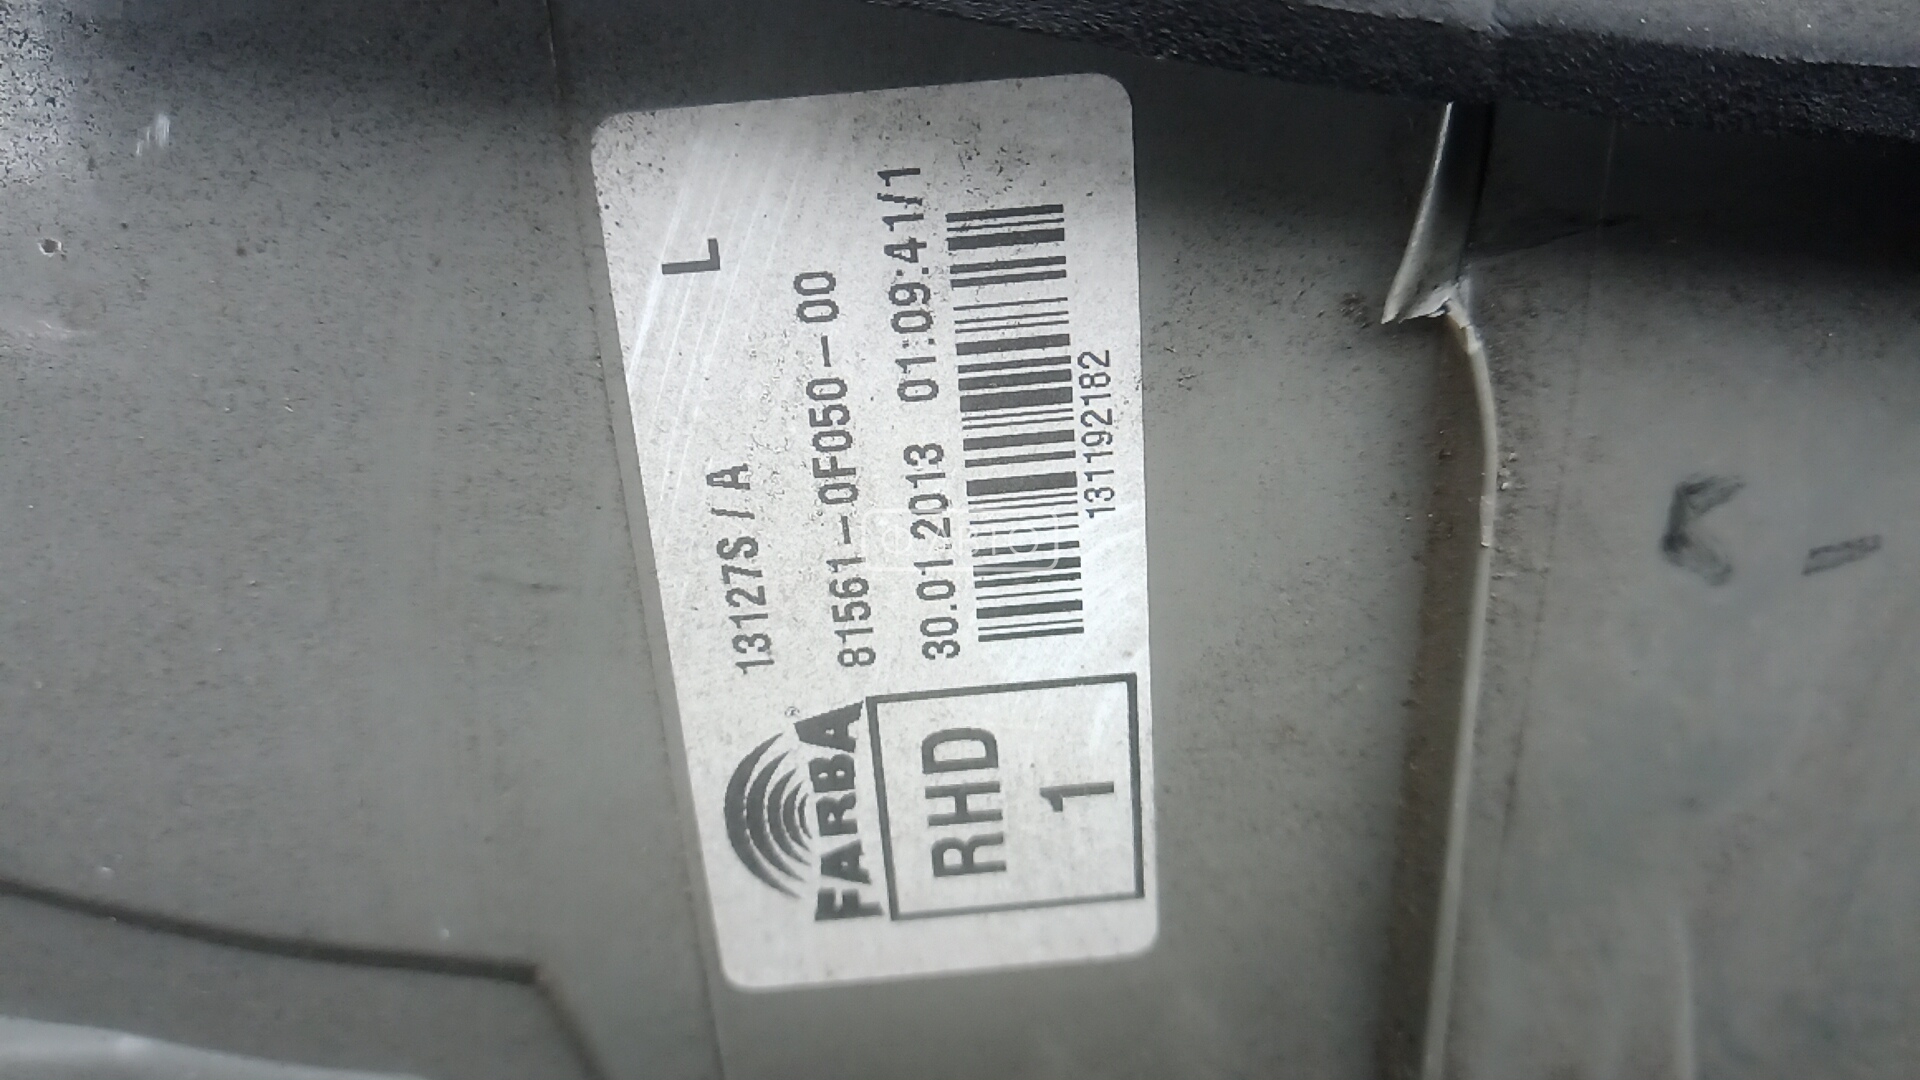 L
13127S/A
81561-0F050-00
30.01.2013 01:09:41/1
131192182
FARBA®
RHD
1